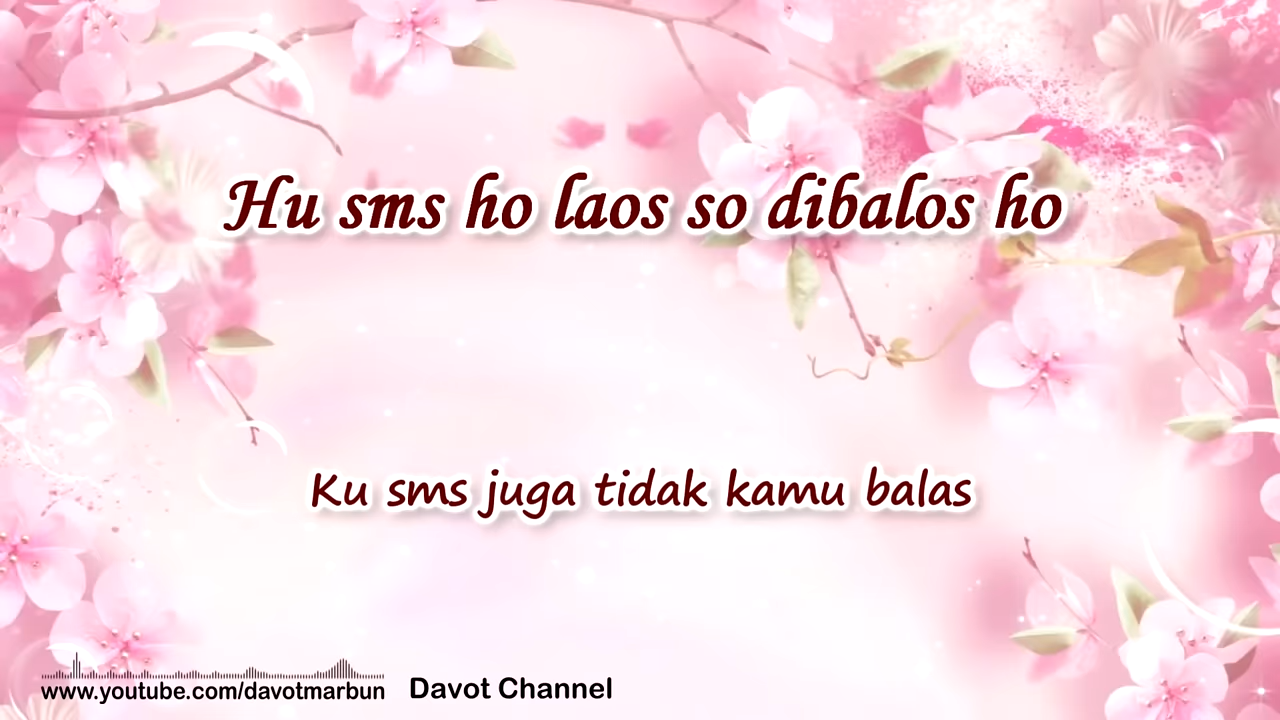 Hu sms ho laos so dibalos ho
Ku sms juga tidak kamu balas
www.youtube.com/davotmarbun Davot Channel